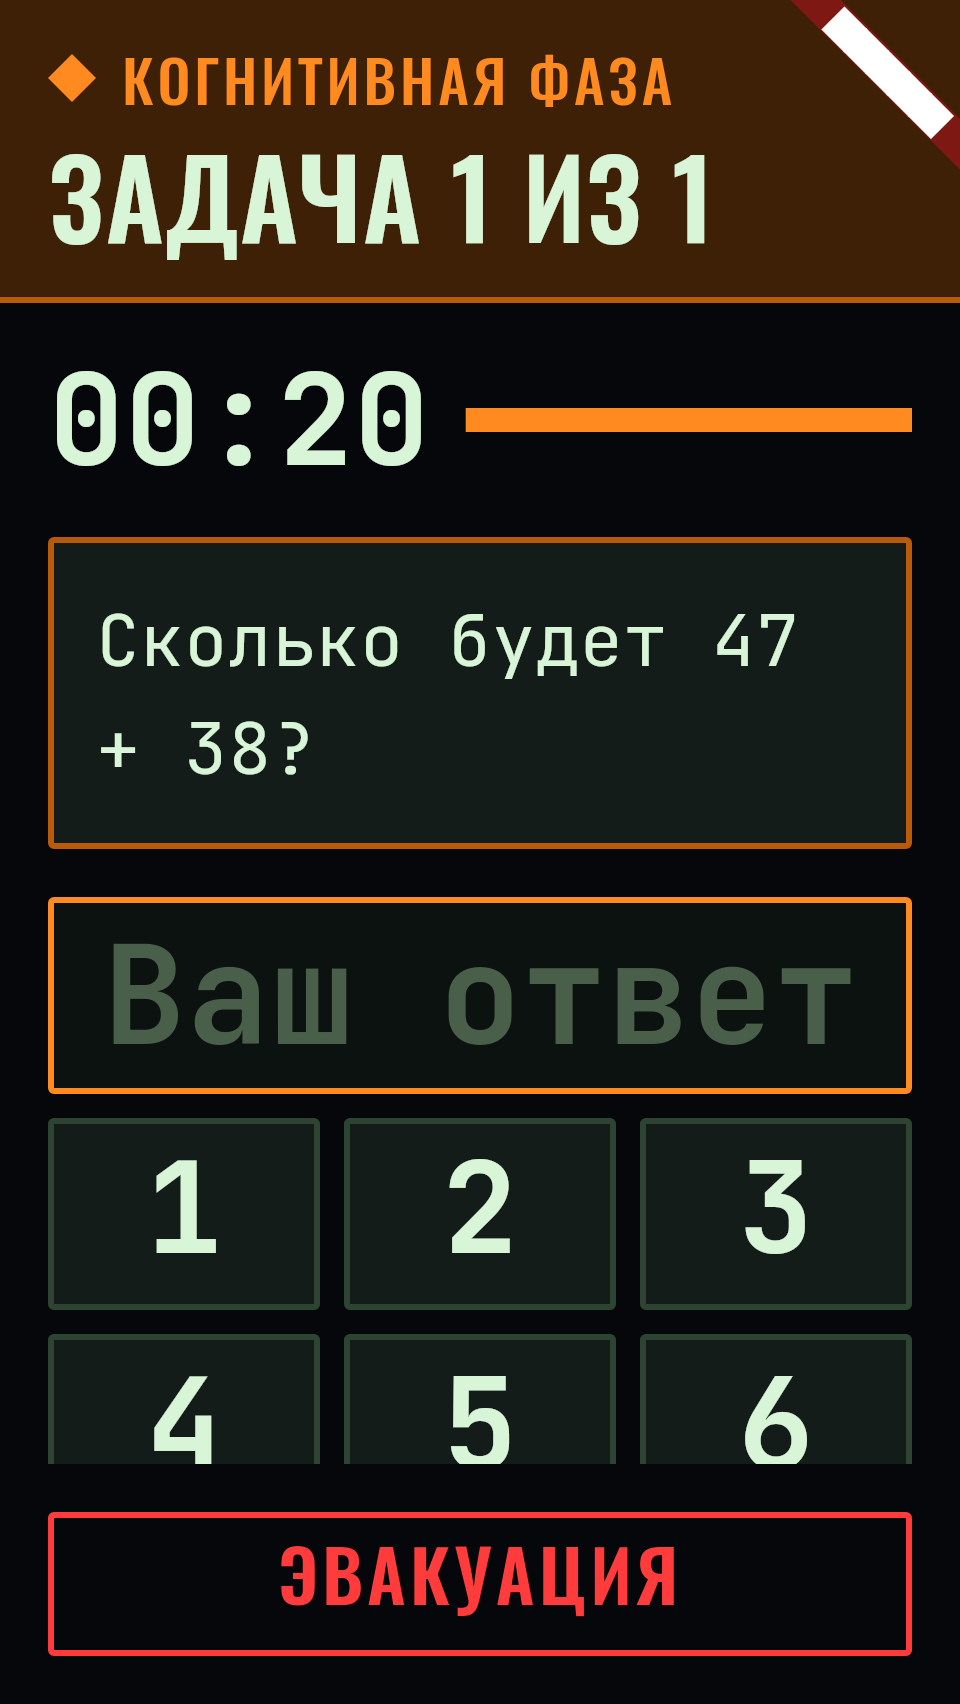 КОГНИТИВНАЯ ФАЗА
ЗАДАЧА 1 ИЗ 1
00:20
Сколько будет 47
+ 38?
Ваш ответ
1 2 3
4 5 6
ЭВАКУАЦИЯ